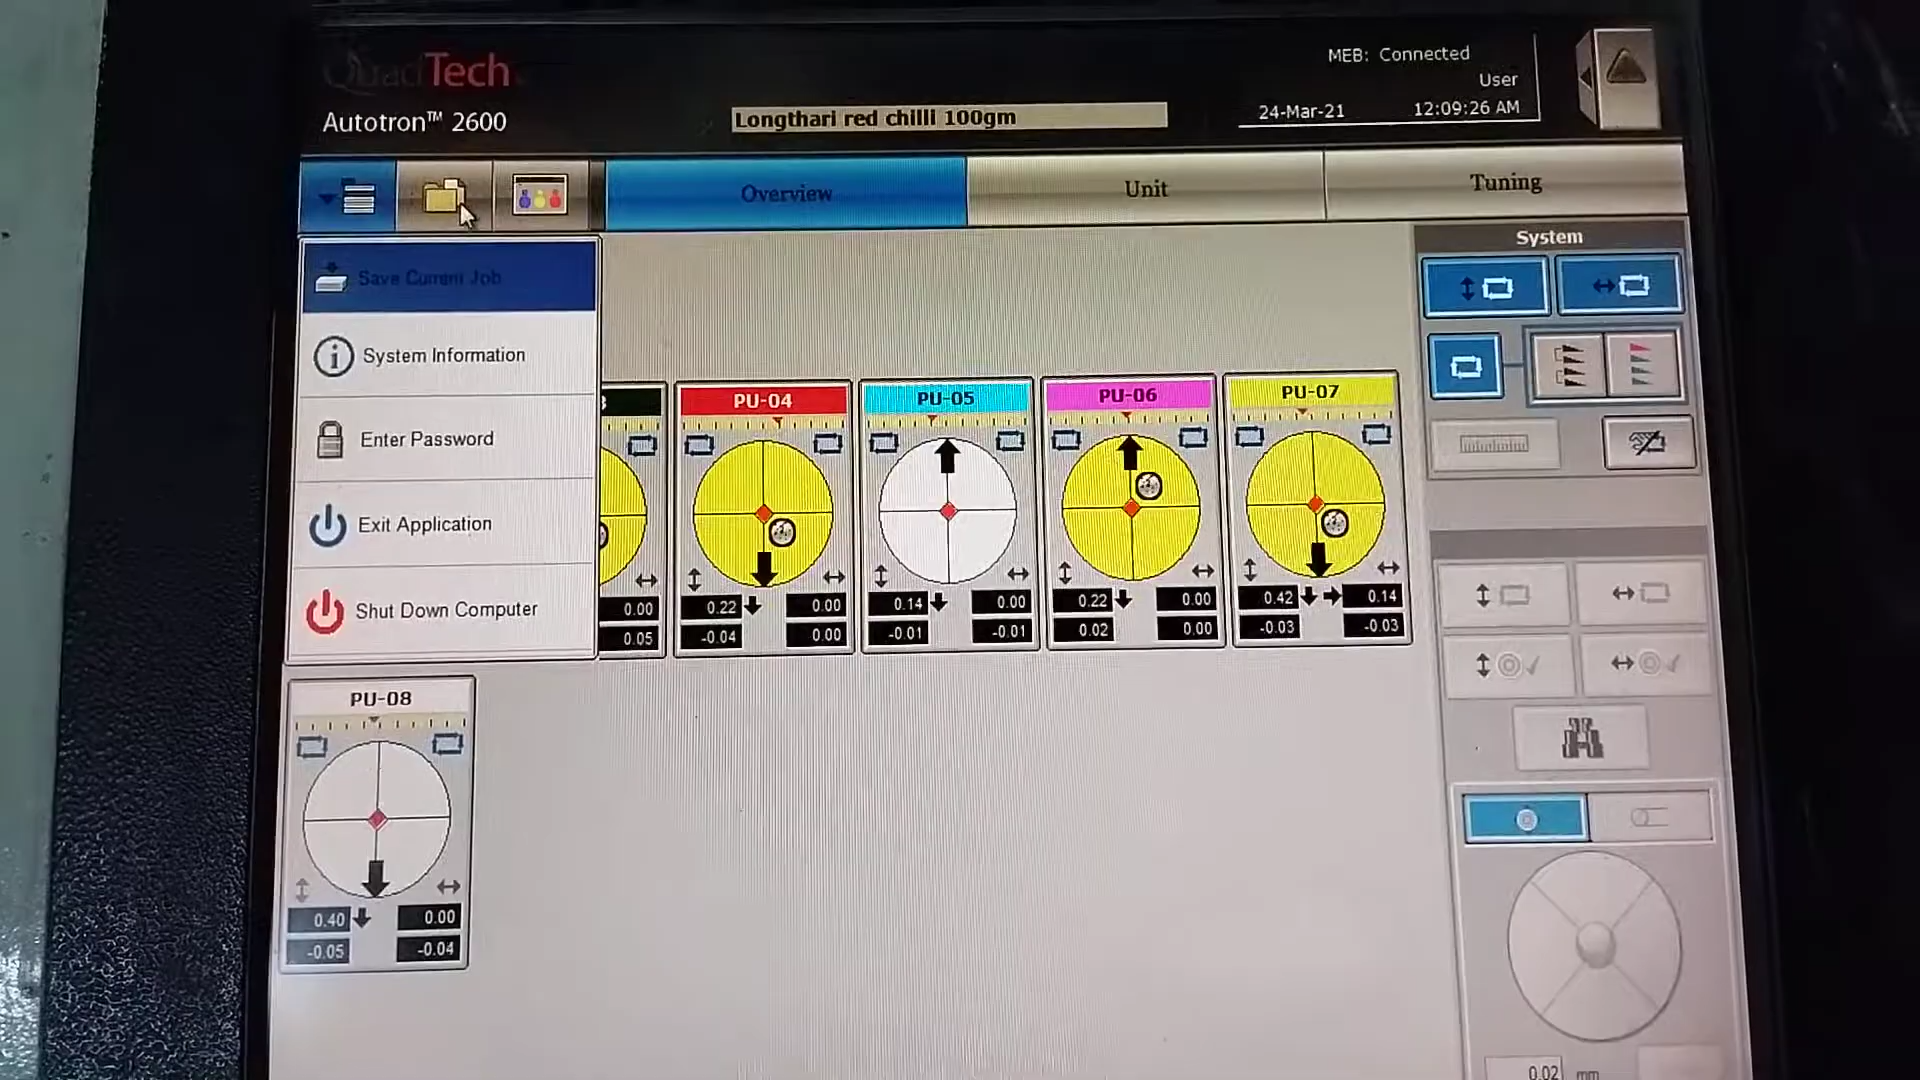 QuadTech
Autotron™ 2600
Longthari red chilli 100gm
MEB: Connected
User
24-Mar-21 12:09:26 AM
Overview
Unit
Tuning
System
Save Current Job
System Information
Enter Password
Exit Application
Shut Down Computer
3
0.00
0.05
PU-04
0.22 0.00
-0.04 0.00
PU-05
0.14 0.00
-0.01 -0.01
PU-06
0.22 0.00
0.02 0.00
PU-07
0.42 0.14
-0.03 -0.03
PU-08
0.40 0.00
-0.05 -0.04
0.02 mm